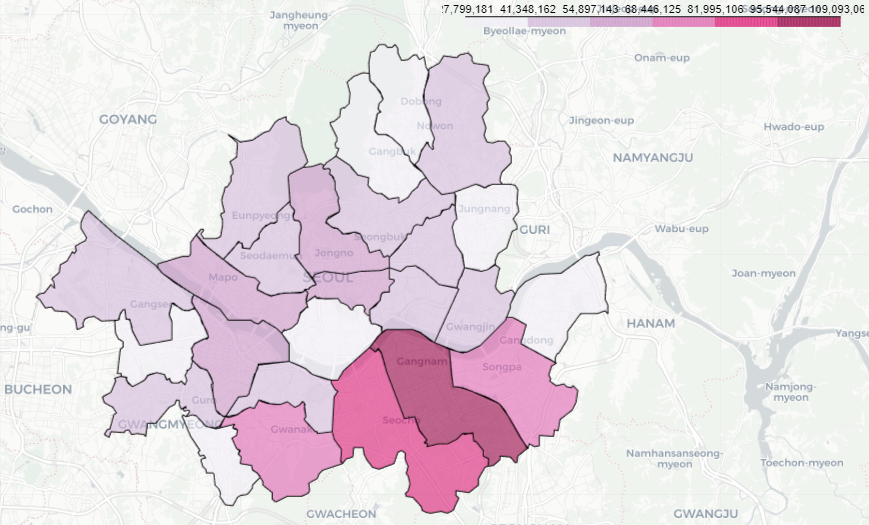 :7,799,181 41,348,162 54,897,143 68,446,125 81,995,106 95,544,087 109,093,06
Jangheung-
myeon
Byeollae-myeon
Onam-eup
GOYANG
Dobong
Jingeon-eup
Nowon
Hwado-eup
Gangbuk
NAMYANGJU
Gochon
Eunpyeong
Jungnang
Seongbuk
GURI
Wabu-eup
Jongno
Seodaemun
Mapo
SEOUL
Joan-myeon
Gangseo
ng-gu
Gwangjin
HANAM
Gangdong
Yangse
Gangnam
Songpa
BUCHEON
Namjong-
myeon
Guro
GWANGMYEONG
Seocho
Gwanak
Namhansanseong-
myeon
Toechon-myeon
GWACHEON
GWANGJU